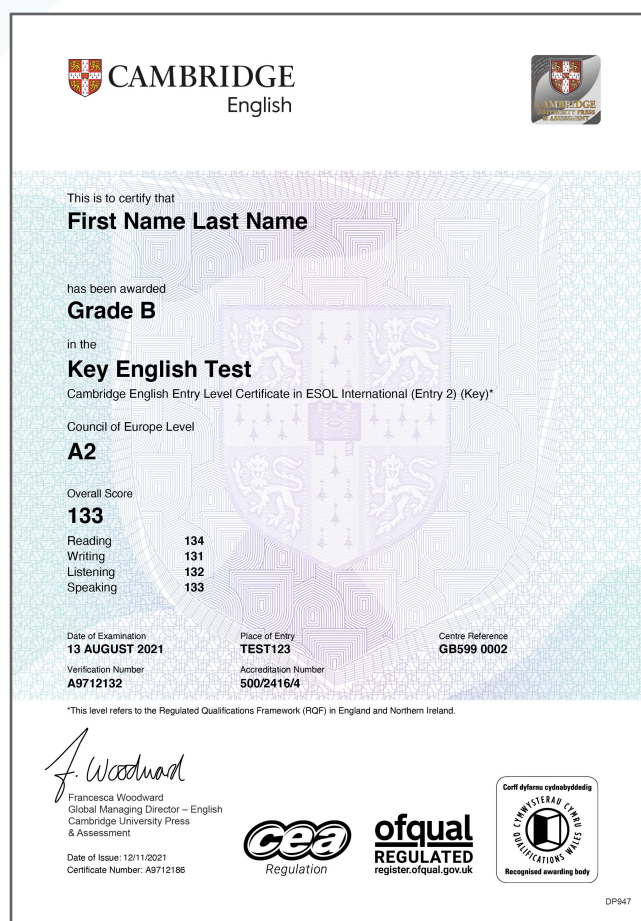 CAMBRIDGE
English
CAMBRIDGE
UNIVERSITY PRESS
& ASSESSMENT
This is to certify that
First Name Last Name
has been awarded
Grade B
in the
Key English Test
Cambridge English Entry Level Certificate in ESOL International (Entry 2) (Key)*
Council of Europe Level
A2
Overall Score
133
Reading 134
Writing 131
Listening 132
Speaking 133
Date of Examination Place of Entry Centre Reference
13 AUGUST 2021 TEST123 GB599 0002
Verification Number Accreditation Number
A9712132 500/2416/4
*This level refers to the Regulated Qualifications Framework (RQF) in England and Northern Ireland.
F. Woodward
Francesca Woodward
Global Managing Director – English
Cambridge University Press
& Assessment
Date of Issue: 12/11/2021
Certificate Number: A9712186
cea
Regulation
ofqual
REGULATED
register.ofqual.gov.uk
Corff dyfarnu cydnabyddedig
CYMWYSTERAU CYMRU
QUALIFICATIONS WALES
Recognised awarding body
DP947